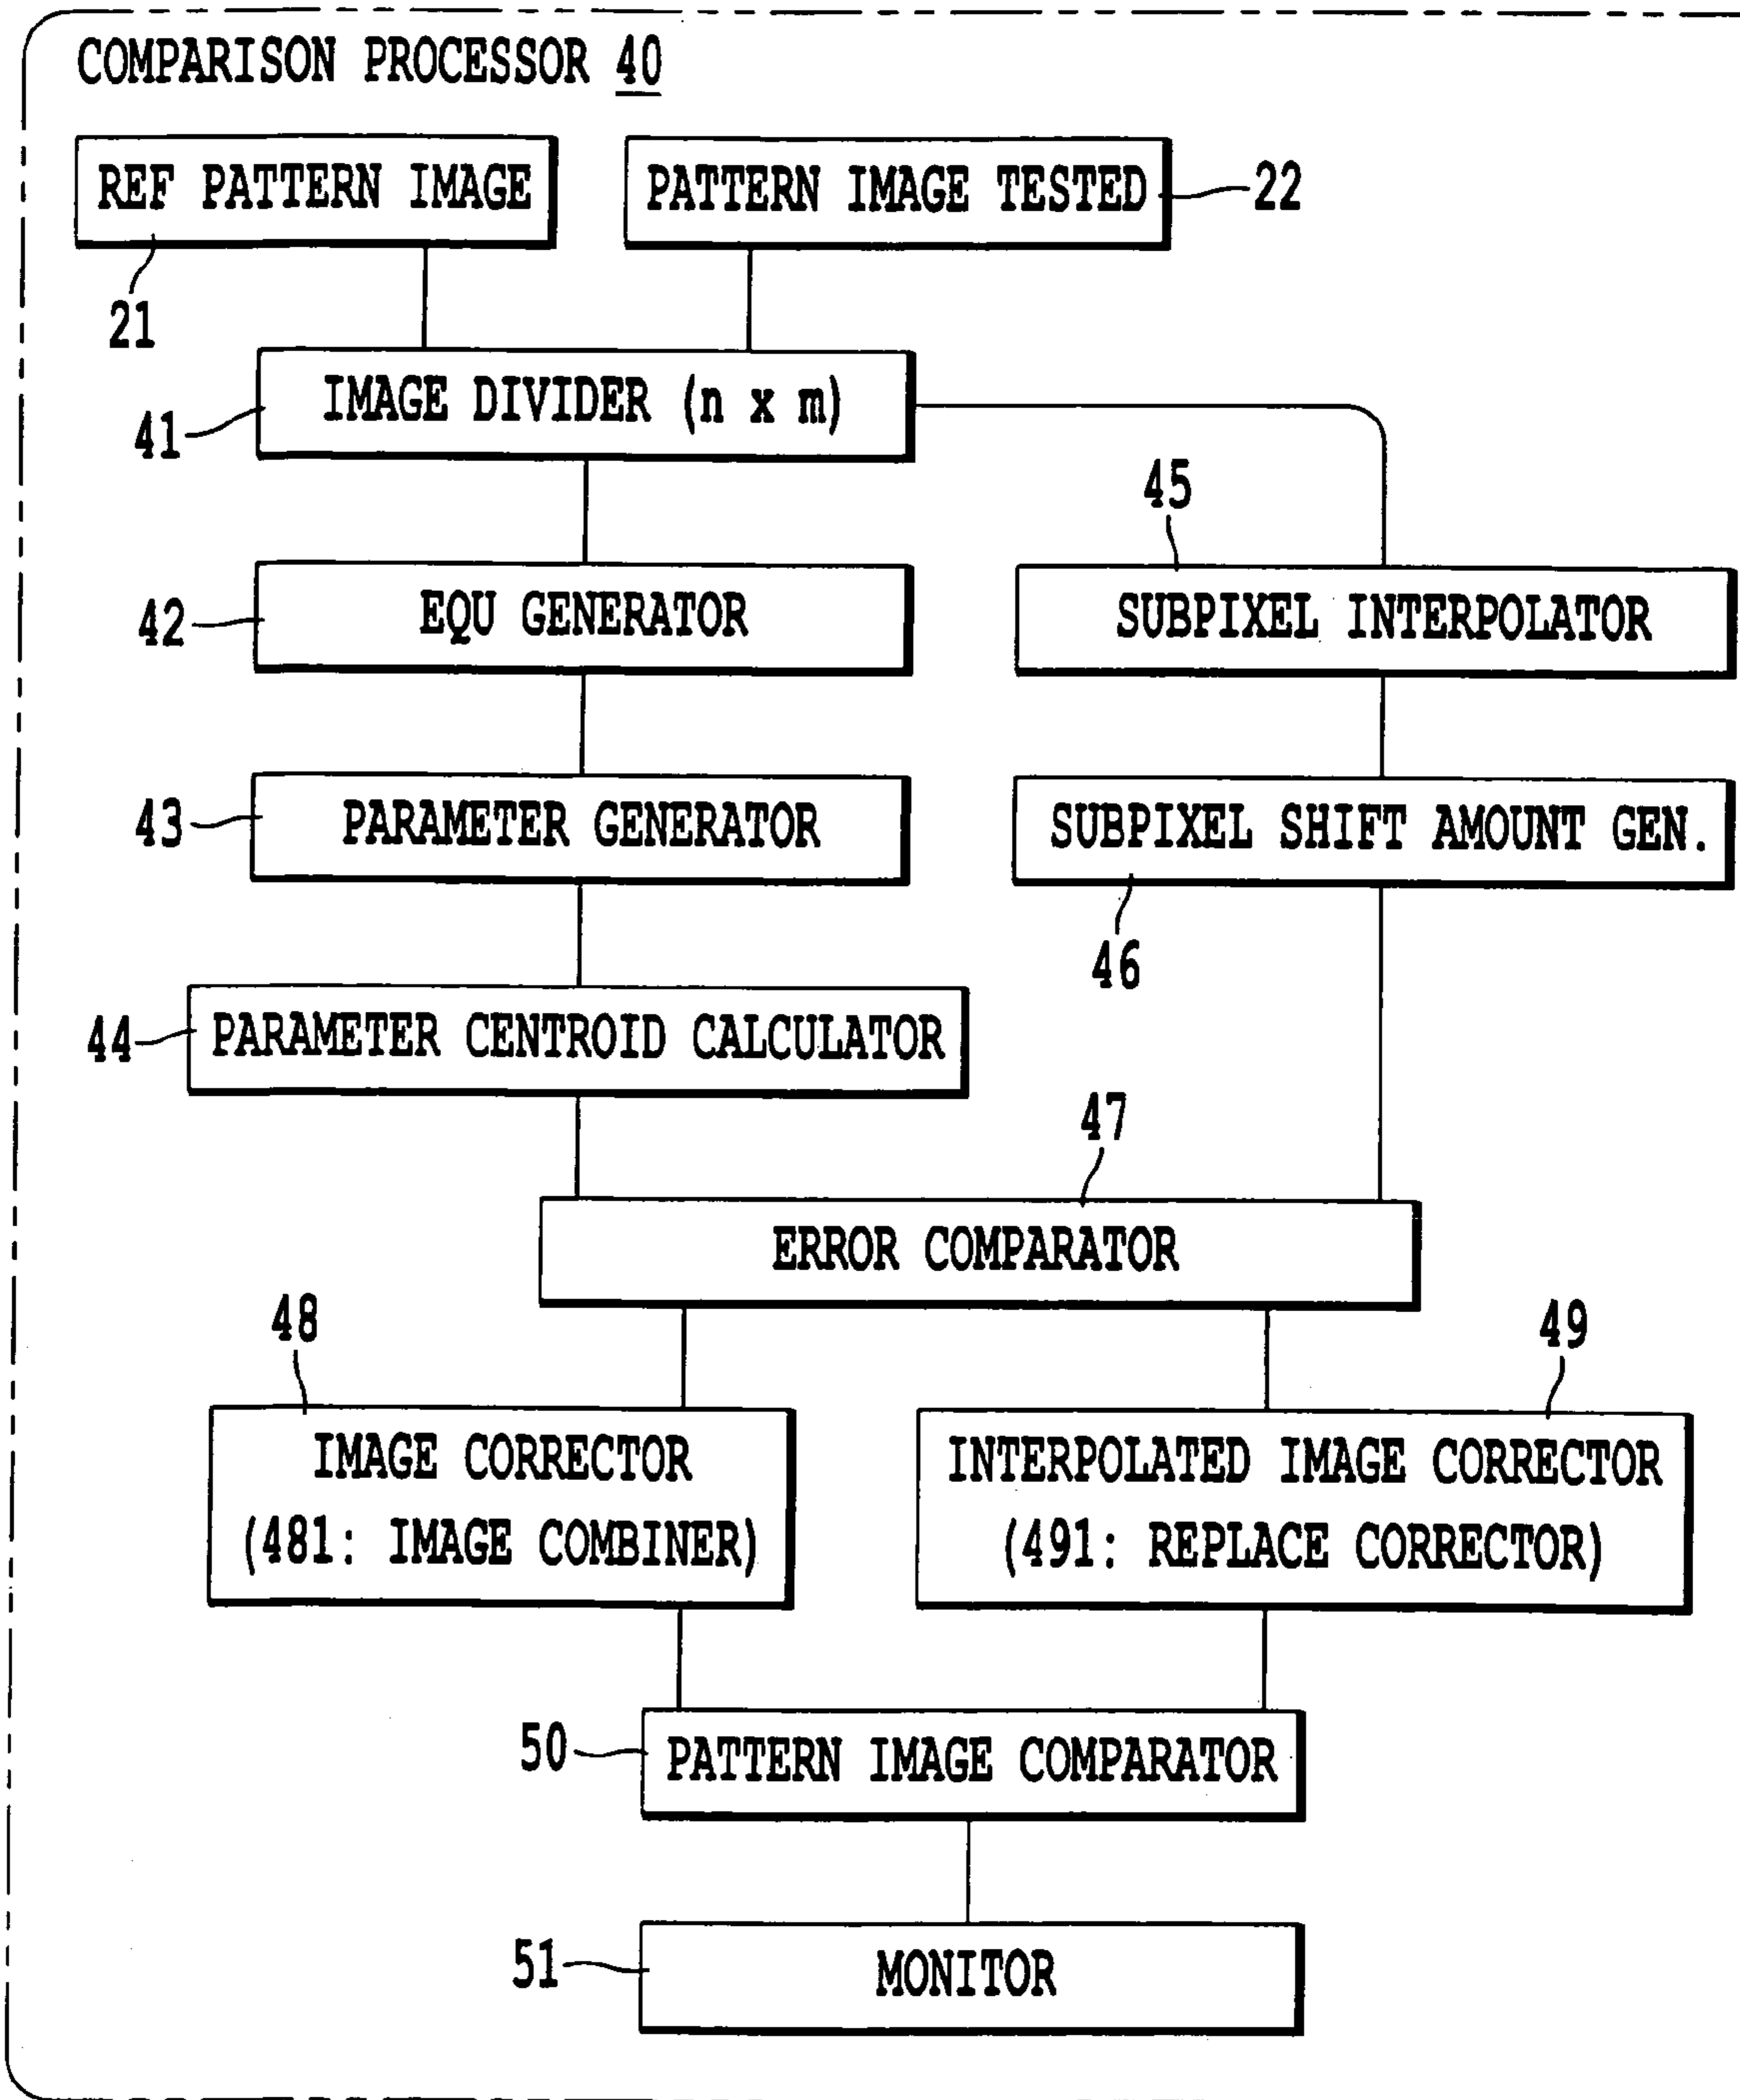 COMPARISON PROCESSOR 40
REF PATTERN IMAGE
PATTERN IMAGE TESTED
22
21
IMAGE DIVIDER (n x m)
41
45
EQU GENERATOR
42
SUBPIXEL INTERPOLATOR
PARAMETER GENERATOR
43
SUBPIXEL SHIFT AMOUNT GEN.
46
PARAMETER CENTROID CALCULATOR
44
47
ERROR COMPARATOR
48
49
IMAGE CORRECTOR
(481: IMAGE COMBINER)
INTERPOLATED IMAGE CORRECTOR
(491: REPLACE CORRECTOR)
50
PATTERN IMAGE COMPARATOR
51
MONITOR